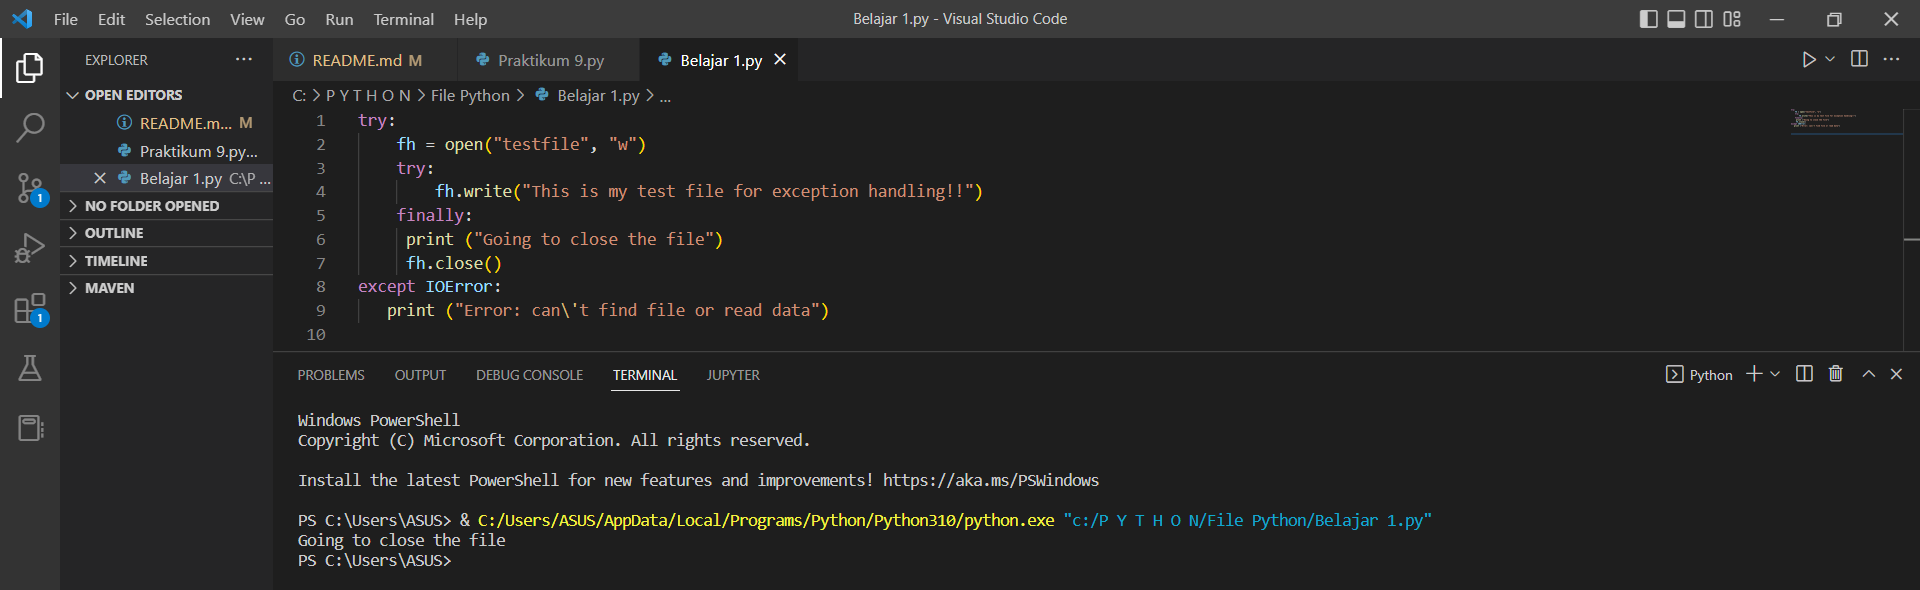 File Edit Selection View Go Run Terminal Help
Belajar 1.py - Visual Studio Code
EXPLORER
OPEN EDITORS
README.m... M
Praktikum 9.py...
Belajar 1.py C:\P ...
NO FOLDER OPENED
OUTLINE
TIMELINE
MAVEN
1
1
README.md M
Praktikum 9.py
Belajar 1.py
C: > P Y T H O N > File Python > Belajar 1.py > ...
1 try:
2 fh = open("testfile", "w")
3 try:
4 fh.write("This is my test file for exception handling!!")
5 finally:
6 print ("Going to close the file")
7 fh.close()
8 except IOError:
9 print ("Error: can\'t find file or read data")
10
PROBLEMS OUTPUT DEBUG CONSOLE TERMINAL JUPYTER
Python
Windows PowerShell
Copyright (C) Microsoft Corporation. All rights reserved.
Install the latest PowerShell for new features and improvements! https://aka.ms/PSWindows
PS C:\Users\ASUS> & C:/Users/ASUS/AppData/Local/Programs/Python/Python310/python.exe "c:/P Y T H O N/File Python/Belajar 1.py"
Going to close the file
PS C:\Users\ASUS>